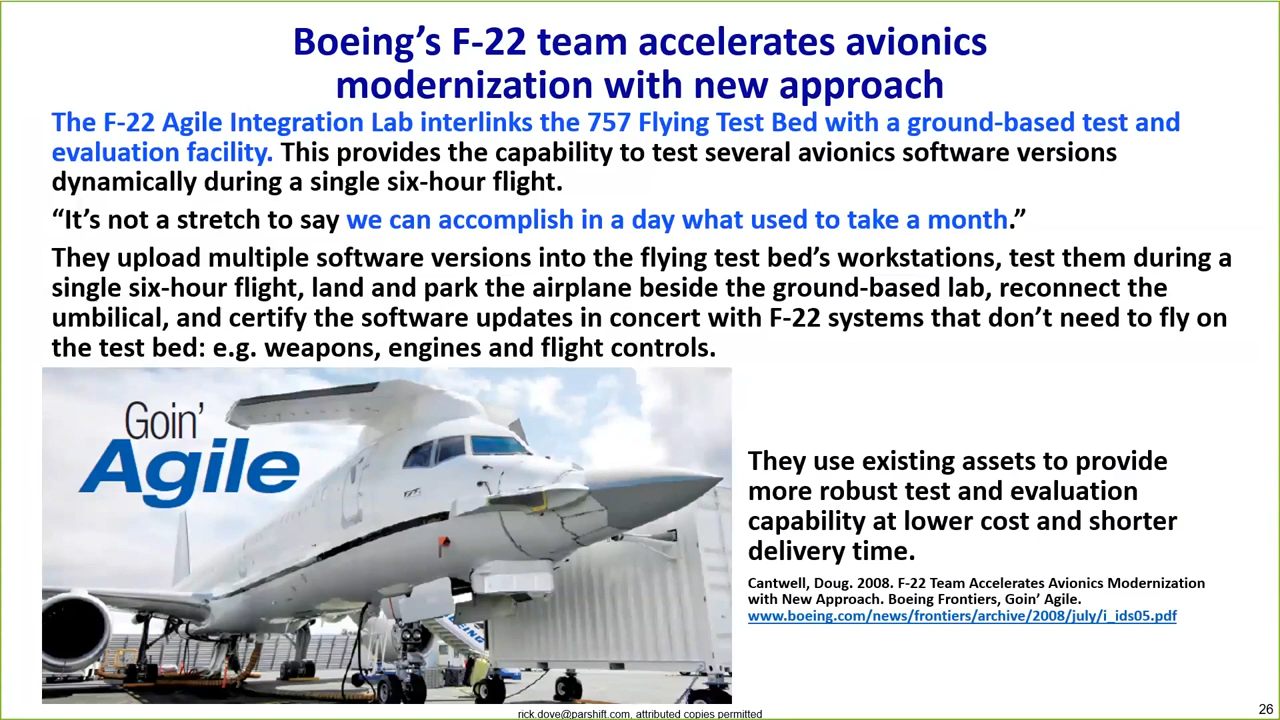 Boeing’s F-22 team accelerates avionics
modernization with new approach
The F-22 Agile Integration Lab interlinks the 757 Flying Test Bed with a ground-based test and
evaluation facility. This provides the capability to test several avionics software versions
dynamically during a single six-hour flight.
“It’s not a stretch to say we can accomplish in a day what used to take a month.”
They upload multiple software versions into the flying test bed’s workstations, test them during a
single six-hour flight, land and park the airplane beside the ground-based lab, reconnect the
umbilical, and certify the software updates in concert with F-22 systems that don’t need to fly on
the test bed: e.g. weapons, engines and flight controls.
Goin’
Agile
BOEING
They use existing assets to provide
more robust test and evaluation
capability at lower cost and shorter
delivery time.
Cantwell, Doug. 2008. F-22 Team Accelerates Avionics Modernization
with New Approach. Boeing Frontiers, Goin’ Agile.
www.boeing.com/news/frontiers/archive/2008/july/i_ids05.pdf
rick.dove@parshift.com, attributed copies permitted
26